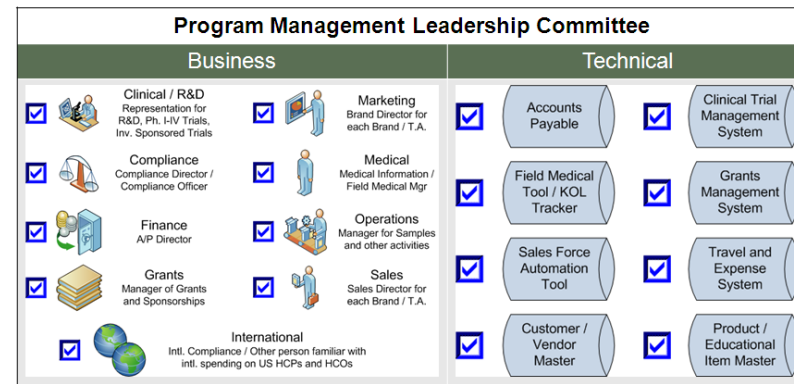 Program Management Leadership Committee
Business
Technical
Clinical / R&D
Representation for
R&D, Ph. I-IV Trials,
Inv. Sponsored Trials
Marketing
Brand Director for
each Brand / T.A.
Compliance
Compliance Director /
Compliance Officer
Medical
Medical Information /
Field Medical Mgr
Finance
A/P Director
Operations
Manager for Samples
and other activities
Grants
Manager of Grants
and Sponsorships
Sales
Sales Director for
each Brand / T.A.
International
Intl. Compliance / Other person familiar with
intl. spending on US HCPs and HCOs
Accounts
Payable
Clinical Trial
Management
System
Field Medical
Tool / KOL
Tracker
Grants
Management
System
Sales Force
Automation
Tool
Travel and
Expense
System
Customer /
Vendor
Master
Product /
Educational
Item Master